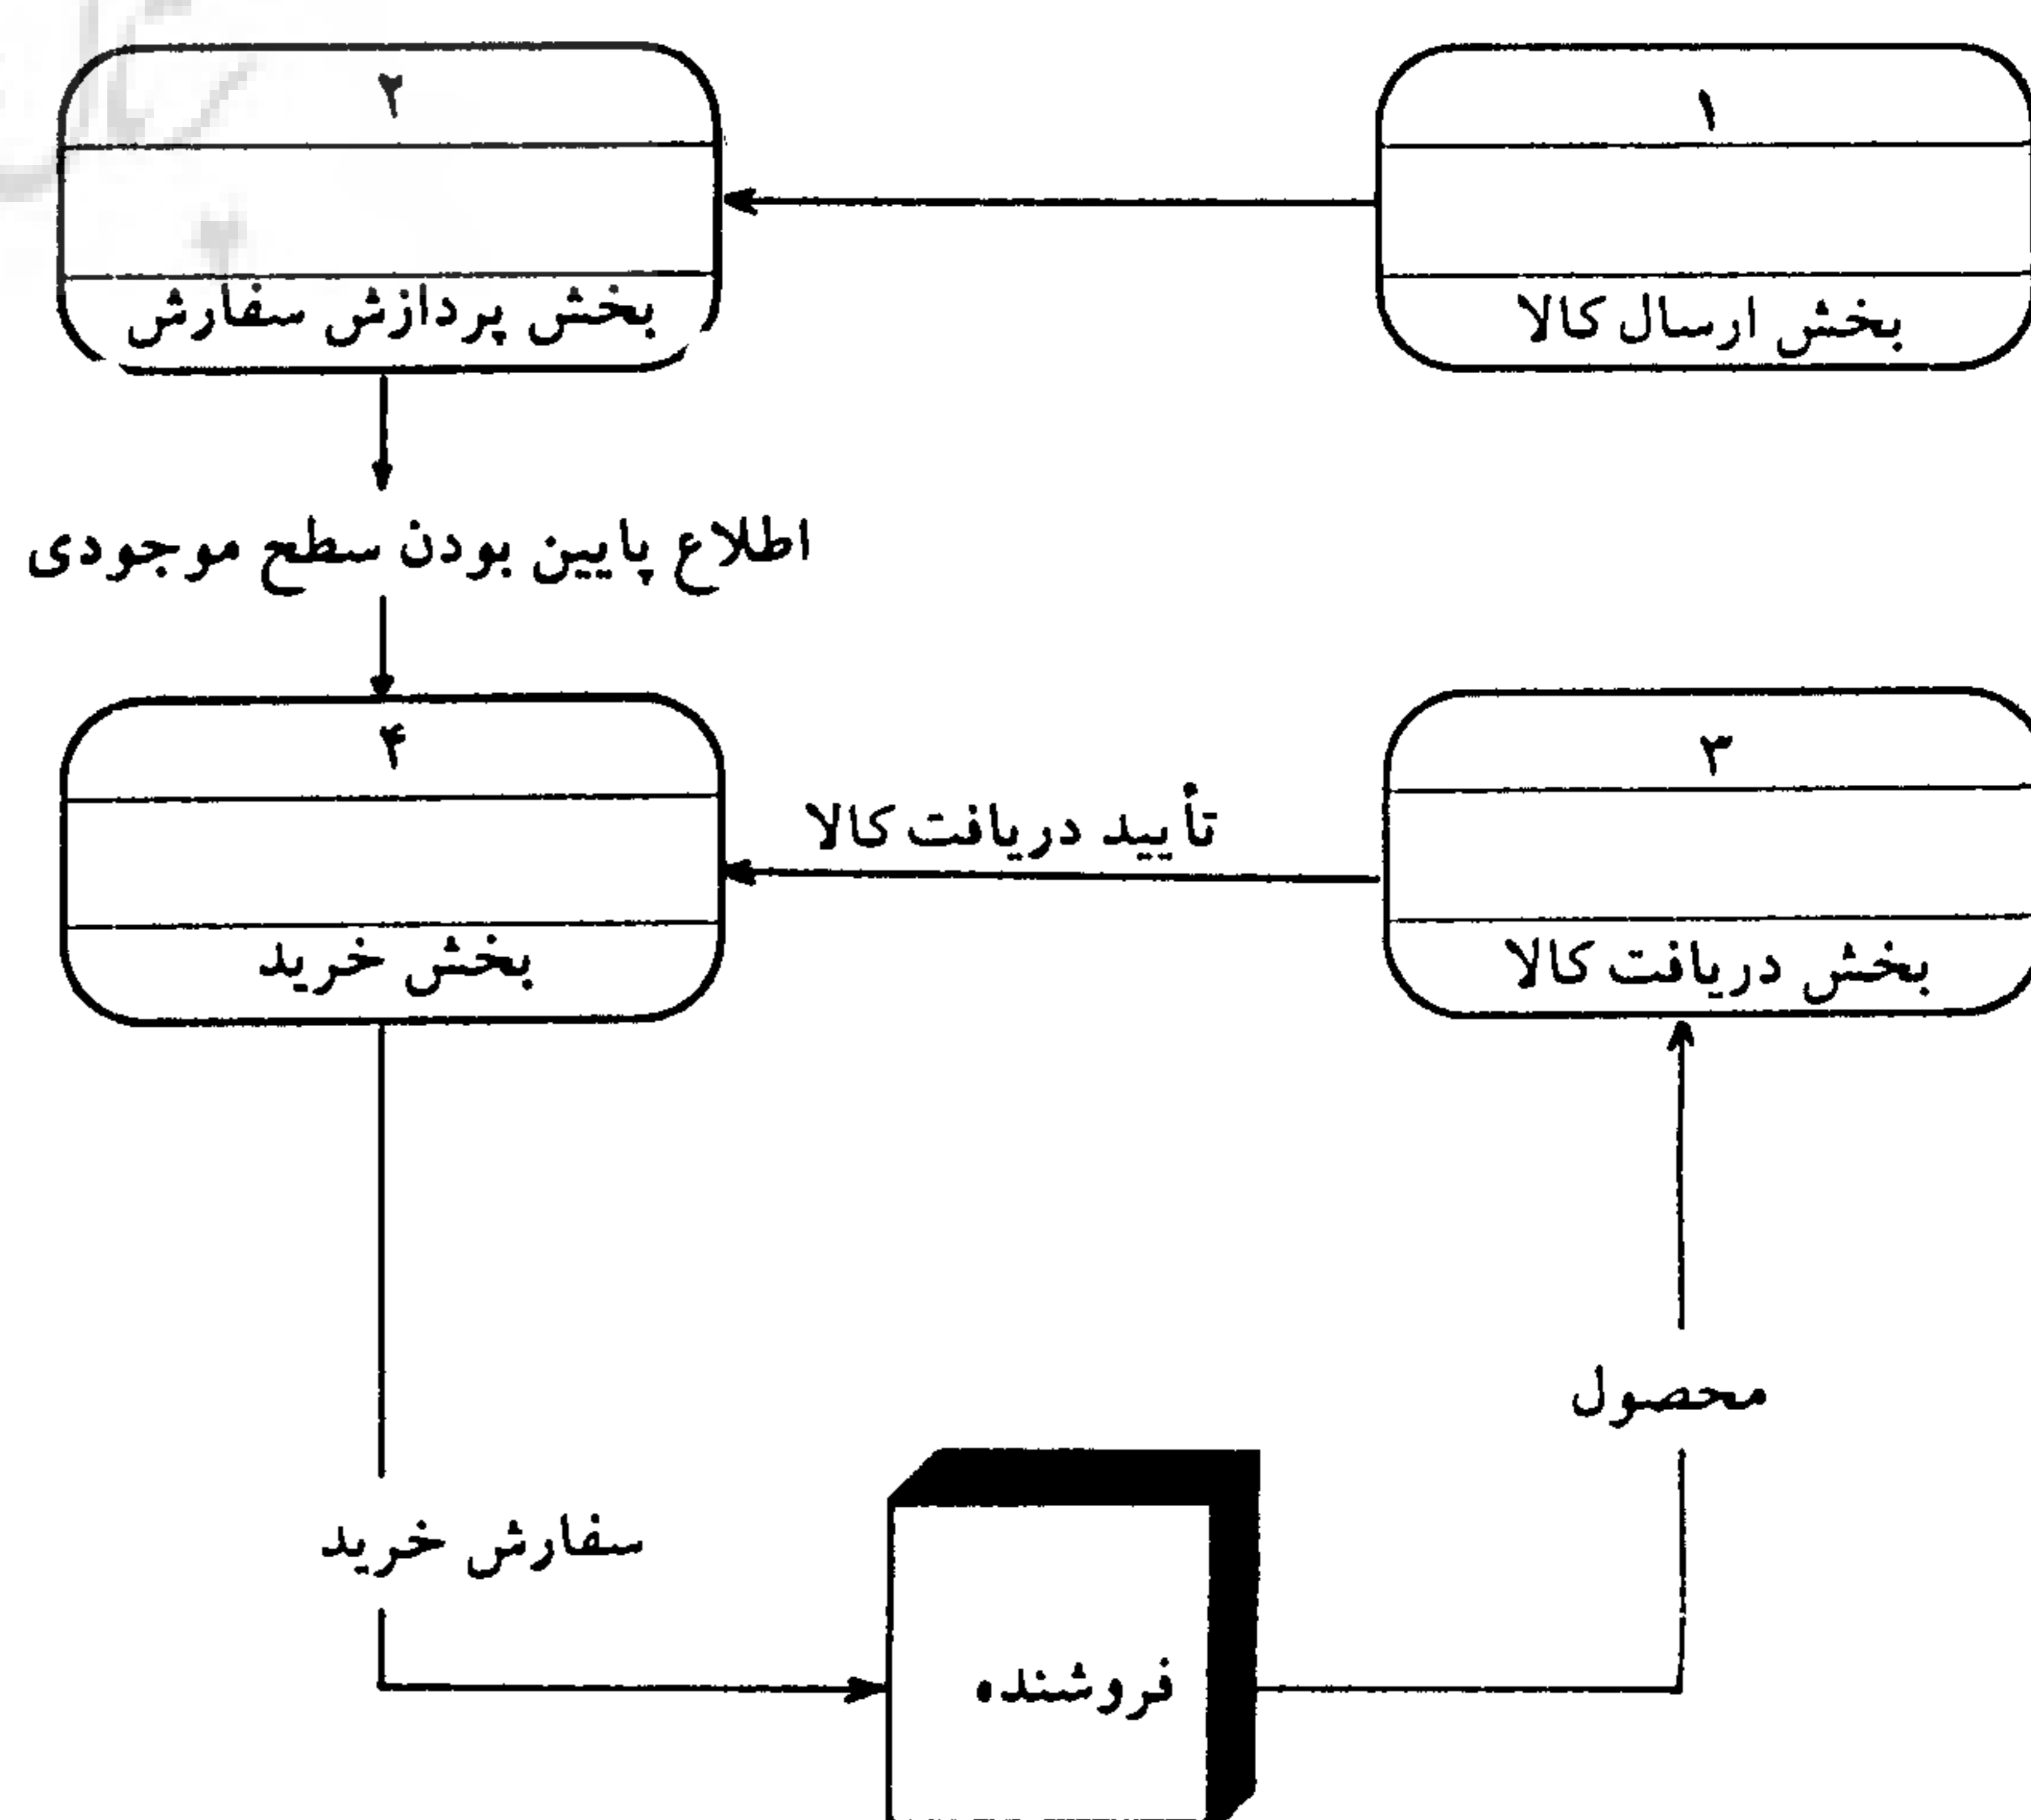 ۱
بخش ارسال کالا
۲
بخش پردازش سفارش
اطلاع پایین بودن سطح موجودی
۳
بخش دریافت کالا
تأیید دریافت کالا
۴
بخش خرید
محصول
سفارش خرید
فروشنده